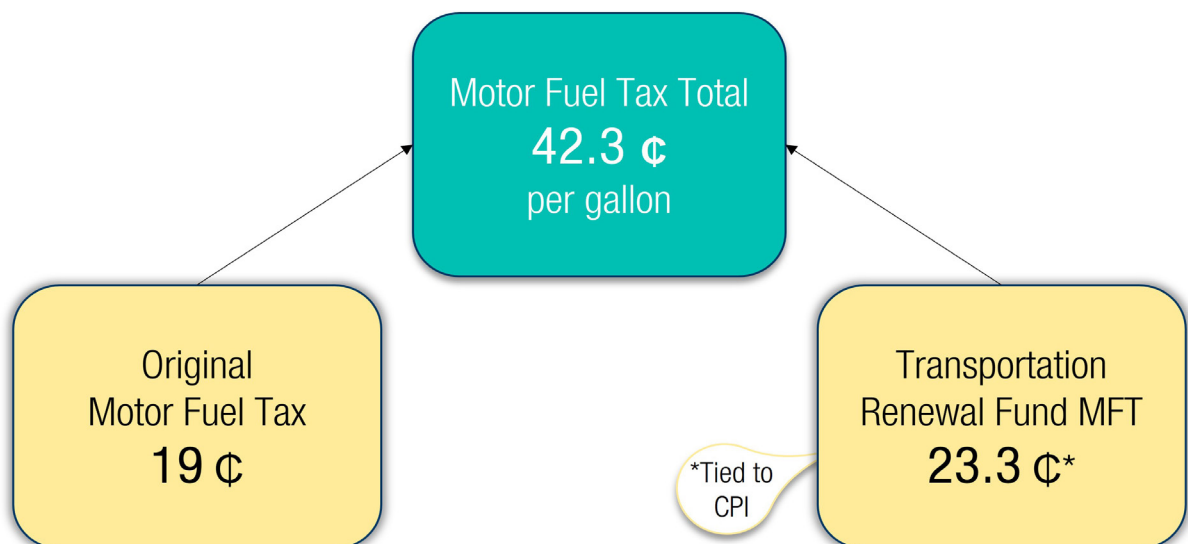 Motor Fuel Tax Total
42.3 ¢
per gallon
Original
Motor Fuel Tax
19 ₵
Transportation
Renewal Fund MFT
23.3 ₵*
*Tied to
CPI